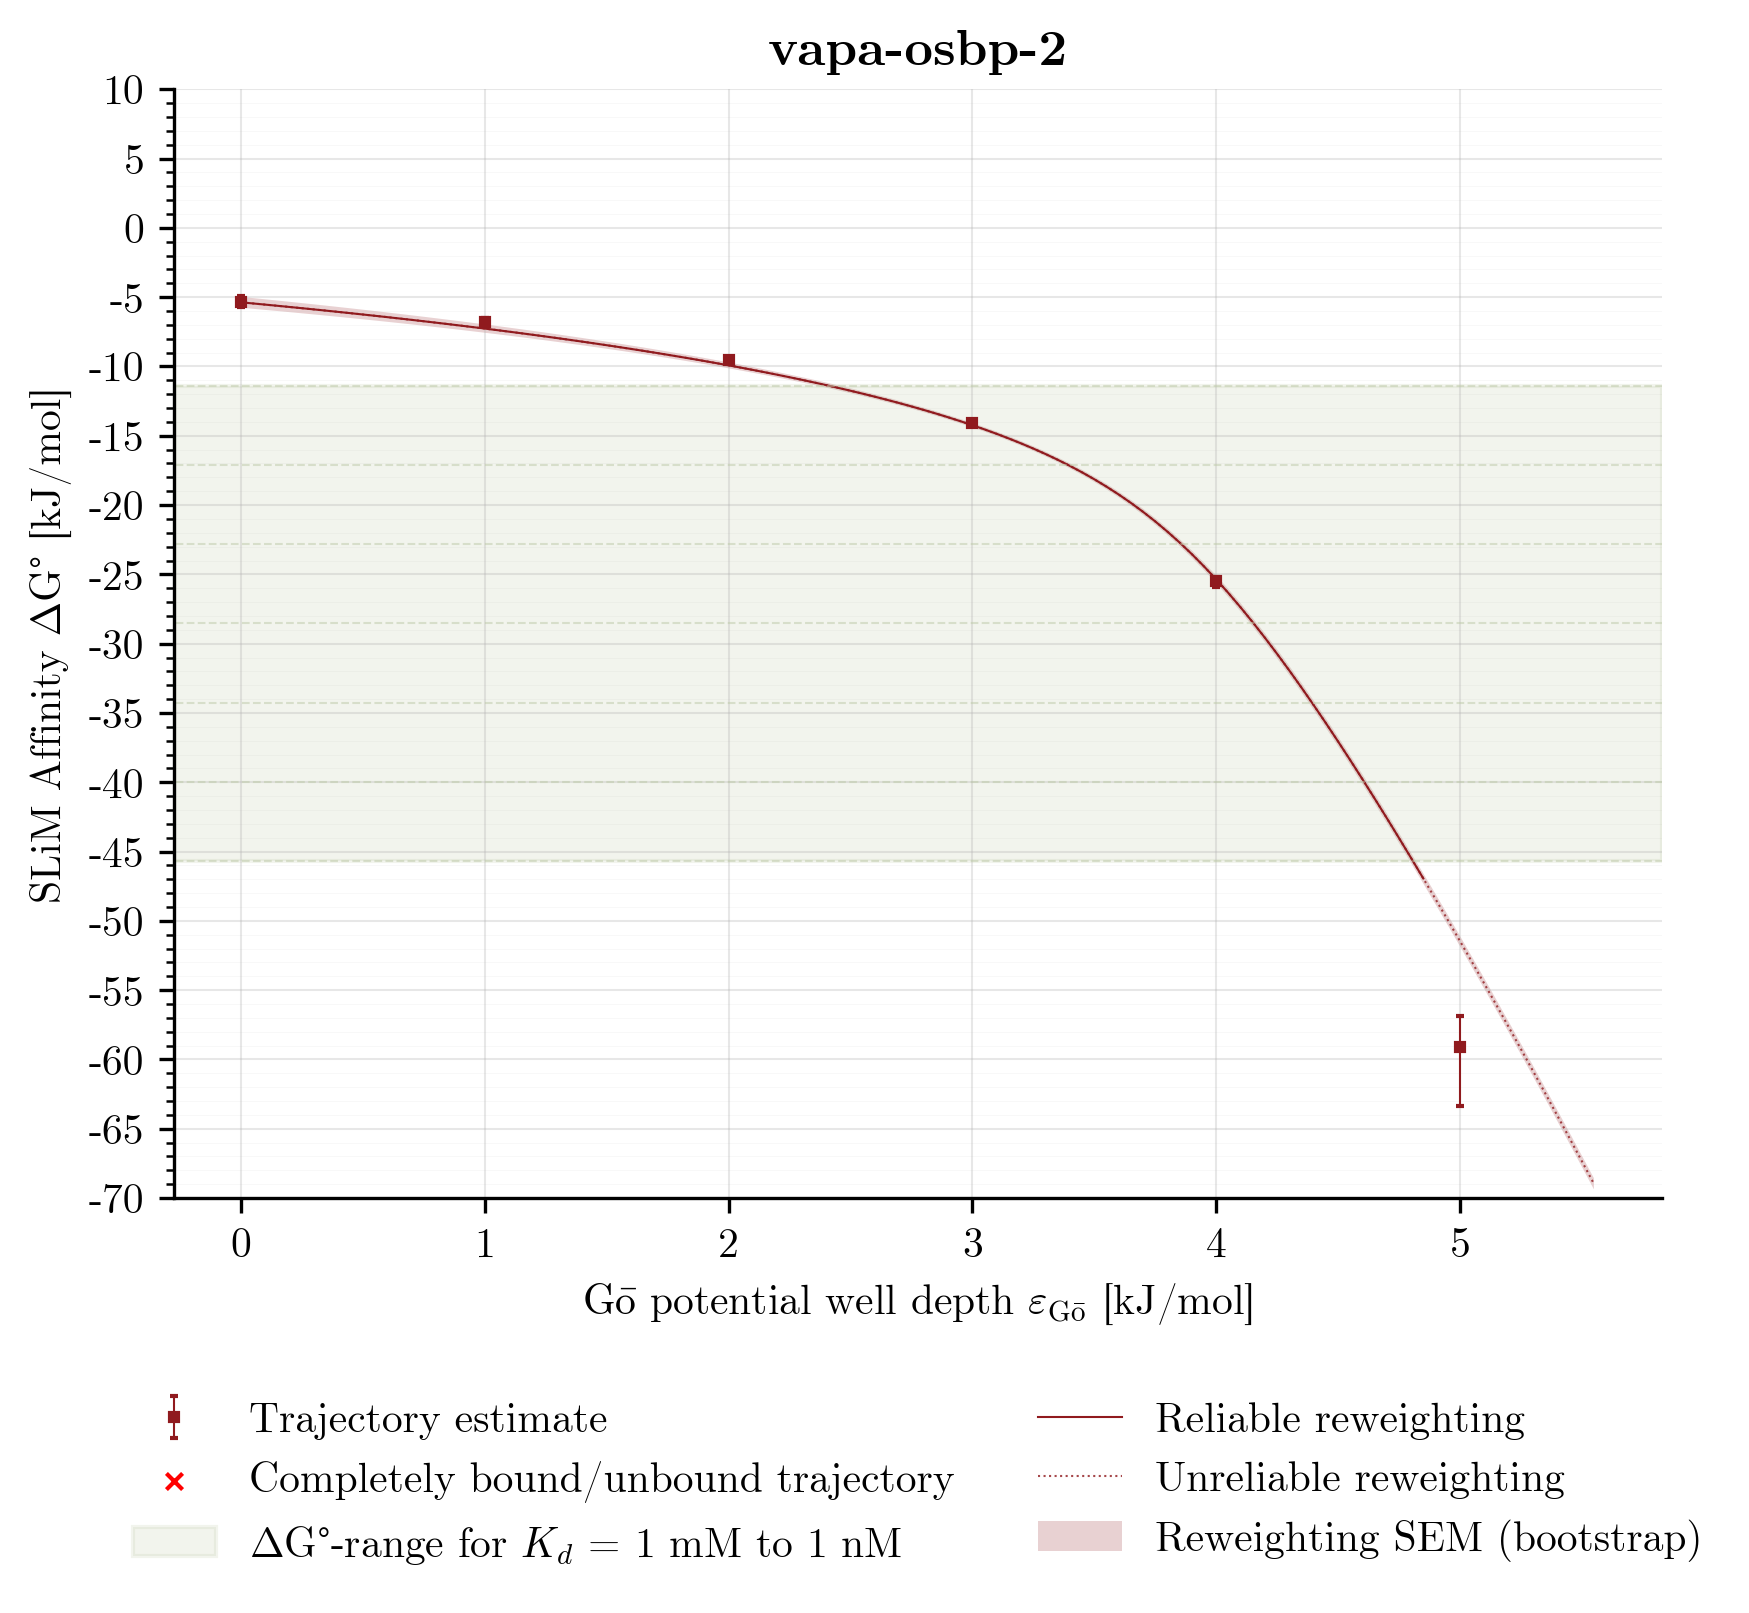 vapa-osbp-2
10
5
0
-5
-10
-15
-20
-25
-30
-35
-40
-45
-50
-55
-60
-65
-70
SLiM Affinity ΔG° [kJ/mol]
0 1 2 3 4 5
Gō potential well depth εGō [kJ/mol]
Trajectory estimate
Completely bound/unbound trajectory
ΔG°-range for Kd = 1 mM to 1 nM
Reliable reweighting
Unreliable reweighting
Reweighting SEM (bootstrap)